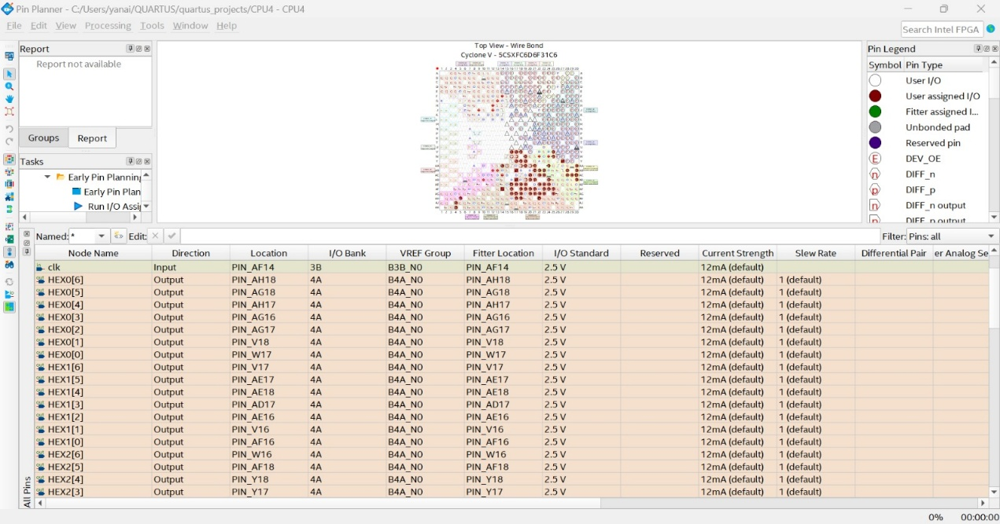 Pin Planner - C:/Users/yanai/QUARTUS/quartus_projects/CPU4 - CPU4
File Edit View Processing Tools Window Help
Search Intel FPGA
Report
Report not available
Groups Report
Tasks
Early Pin Planning
Early Pin Plan
Run I/O Assig
Top View - Wire Bond
Cyclone V - 5CSXFC6D6F31C6
Pin Legend
Symbol Pin Type
User I/O
User assigned I/O
Fitter assigned I...
Unbonded pad
Reserved pin
E DEV_OE
n DIFF_n
p DIFF_p
n DIFF_n output
DIFF_p output
Named: * Edit: Filter: Pins: all
Node Name Direction Location I/O Bank VREF Group Fitter Location I/O Standard Reserved Current Strength Slew Rate Differential Pair er Analog Se
clk Input PIN_AF14 3B B3B_N0 PIN_AF14 2.5 V 12mA (default)
HEX0[6] Output PIN_AH18 4A B4A_N0 PIN_AH18 2.5 V 12mA (default) 1 (default)
HEX0[5] Output PIN_AG18 4A B4A_N0 PIN_AG18 2.5 V 12mA (default) 1 (default)
HEX0[4] Output PIN_AH17 4A B4A_N0 PIN_AH17 2.5 V 12mA (default) 1 (default)
HEX0[3] Output PIN_AG16 4A B4A_N0 PIN_AG16 2.5 V 12mA (default) 1 (default)
HEX0[2] Output PIN_AG17 4A B4A_N0 PIN_AG17 2.5 V 12mA (default) 1 (default)
HEX0[1] Output PIN_V18 4A B4A_N0 PIN_V18 2.5 V 12mA (default) 1 (default)
HEX0[0] Output PIN_W17 4A B4A_N0 PIN_W17 2.5 V 12mA (default) 1 (default)
HEX1[6] Output PIN_V17 4A B4A_N0 PIN_V17 2.5 V 12mA (default) 1 (default)
HEX1[5] Output PIN_AE17 4A B4A_N0 PIN_AE17 2.5 V 12mA (default) 1 (default)
HEX1[4] Output PIN_AE18 4A B4A_N0 PIN_AE18 2.5 V 12mA (default) 1 (default)
HEX1[3] Output PIN_AD17 4A B4A_N0 PIN_AD17 2.5 V 12mA (default) 1 (default)
HEX1[2] Output PIN_AE16 4A B4A_N0 PIN_AE16 2.5 V 12mA (default) 1 (default)
HEX1[1] Output PIN_V16 4A B4A_N0 PIN_V16 2.5 V 12mA (default) 1 (default)
HEX1[0] Output PIN_AF16 4A B4A_N0 PIN_AF16 2.5 V 12mA (default) 1 (default)
HEX2[6] Output PIN_W16 4A B4A_N0 PIN_W16 2.5 V 12mA (default) 1 (default)
HEX2[5] Output PIN_AF18 4A B4A_N0 PIN_AF18 2.5 V 12mA (default) 1 (default)
HEX2[4] Output PIN_Y18 4A B4A_N0 PIN_Y18 2.5 V 12mA (default) 1 (default)
HEX2[3] Output PIN_Y17 4A B4A_N0 PIN_Y17 2.5 V 12mA (default) 1 (default)
All Pins
0% 00:00:00